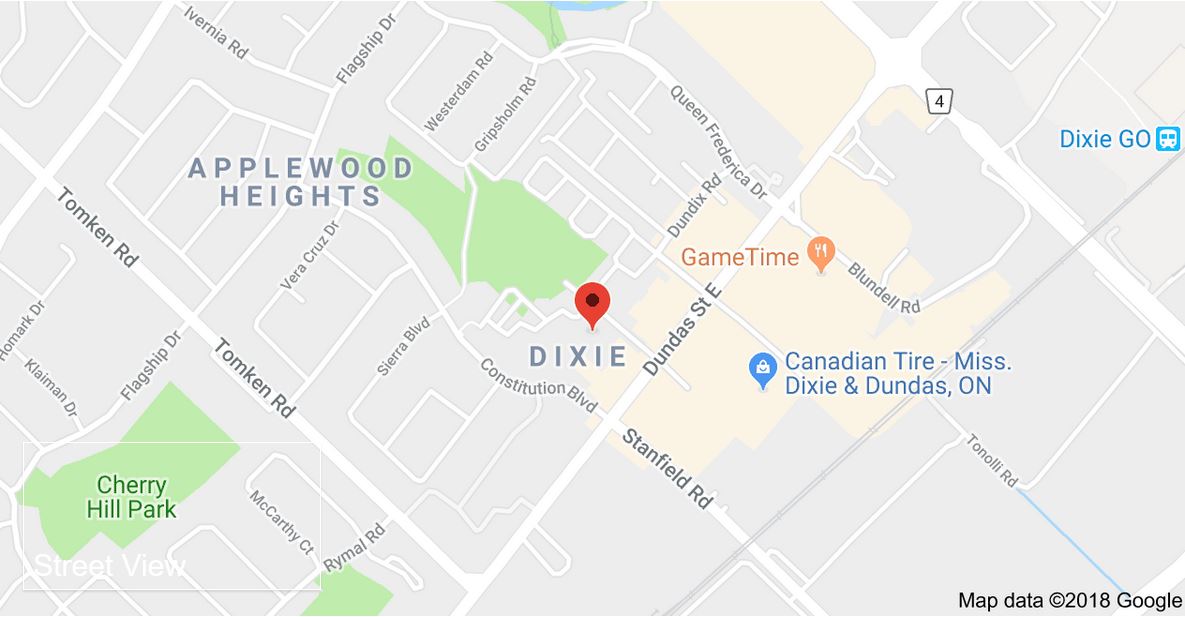 Ivernia Rd
Flagship Dr
Westerdam Rd
Gripsholm Rd
Queen Frederica Dr
4
Dixie GO
APPLEWOOD
HEIGHTS
Tomken Rd
Dundix Rd
Vera Cruz Dr
GameTime
Blundell Rd
Homark Dr
Sierra Blvd
Dundas St E
Flagship Dr
Tomken Rd
DIXIE
Klaiman Dr
Constitution Blvd
Canadian Tire - Miss.
Dixie & Dundas, ON
Stanfield Rd
Tonolli Rd
Cherry
Hill Park
McCarthy Ct
Rymal Rd
Street View
Map data ©2018 Google